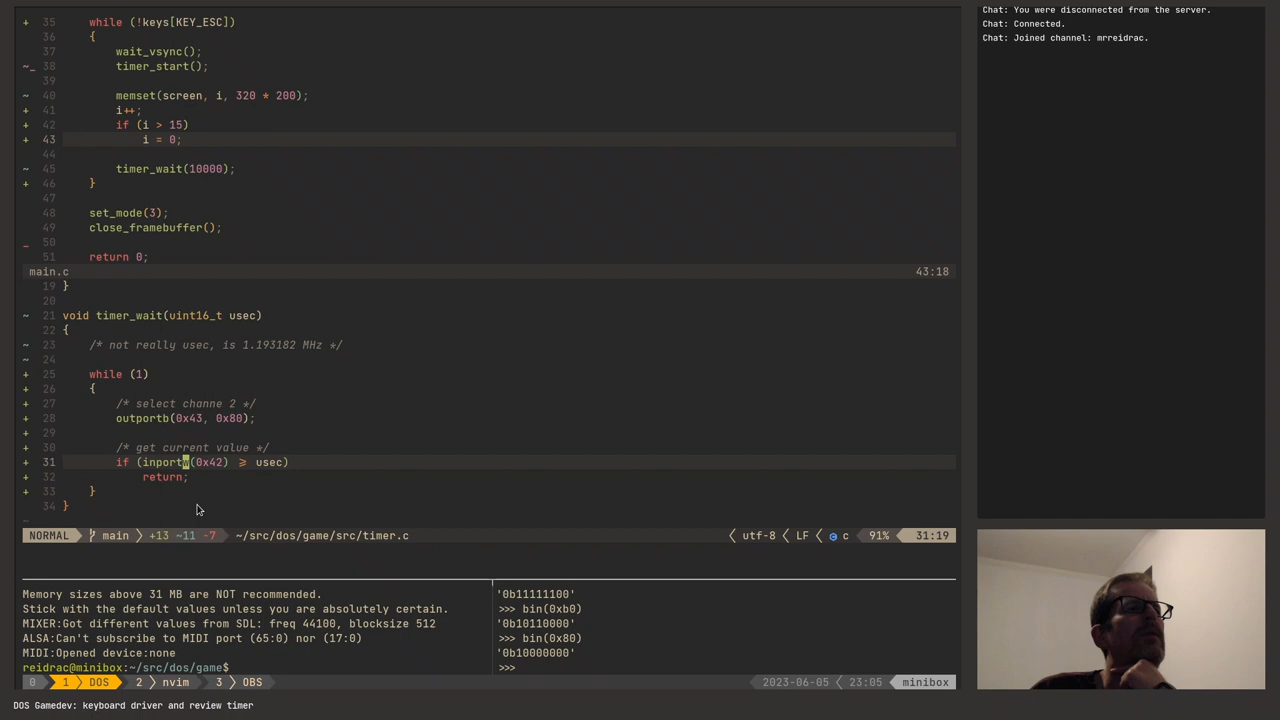 + 35 while (!keys[KEY_ESC])
36 {
37 wait_vsync();
~_ 38 timer_start();
39
~ 40 memset(screen, i, 320 * 200);
+ 41 i++;
+ 42 if (i > 15)
+ 43 i = 0;
44
~ 45 timer_wait(10000);
+ 46 }
47
48 set_mode(3);
49 close_framebuffer();
_ 50
51 return 0;
main.c 43:18
19 }
20
~ 21 void timer_wait(uint16_t usec)
22 {
~ 23 /* not really usec, is 1.193182 MHz */
~ 24
+ 25 while (1)
+ 26 {
+ 27 /* select channe 2 */
+ 28 outportb(0x43, 0x80);
+ 29
+ 30 /* get current value */
+ 31 if (inportw(0x42) ⩾ usec)
+ 32 return;
+ 33 }
34 }
~
NORMAL main +13 ~11 -7 ~/src/dos/game/src/timer.c utf-8 LF c 91% 31:19
Memory sizes above 31 MB are NOT recommended.
Stick with the default values unless you are absolutely certain.
MIXER:Got different values from SDL: freq 44100, blocksize 512
ALSA:Can't subscribe to MIDI port (65:0) nor (17:0)
MIDI:Opened device:none
reidrac@minibox:~/src/dos/game$
'0b11111100'
>>> bin(0xb0)
'0b10110000'
>>> bin(0x80)
'0b10000000'
>>>
0 1 DOS 2 nvim 3 OBS 2023-06-05 23:05 minibox
DOS Gamedev: keyboard driver and review timer
Chat: You were disconnected from the server.
Chat: Connected.
Chat: Joined channel: mrreidrac.